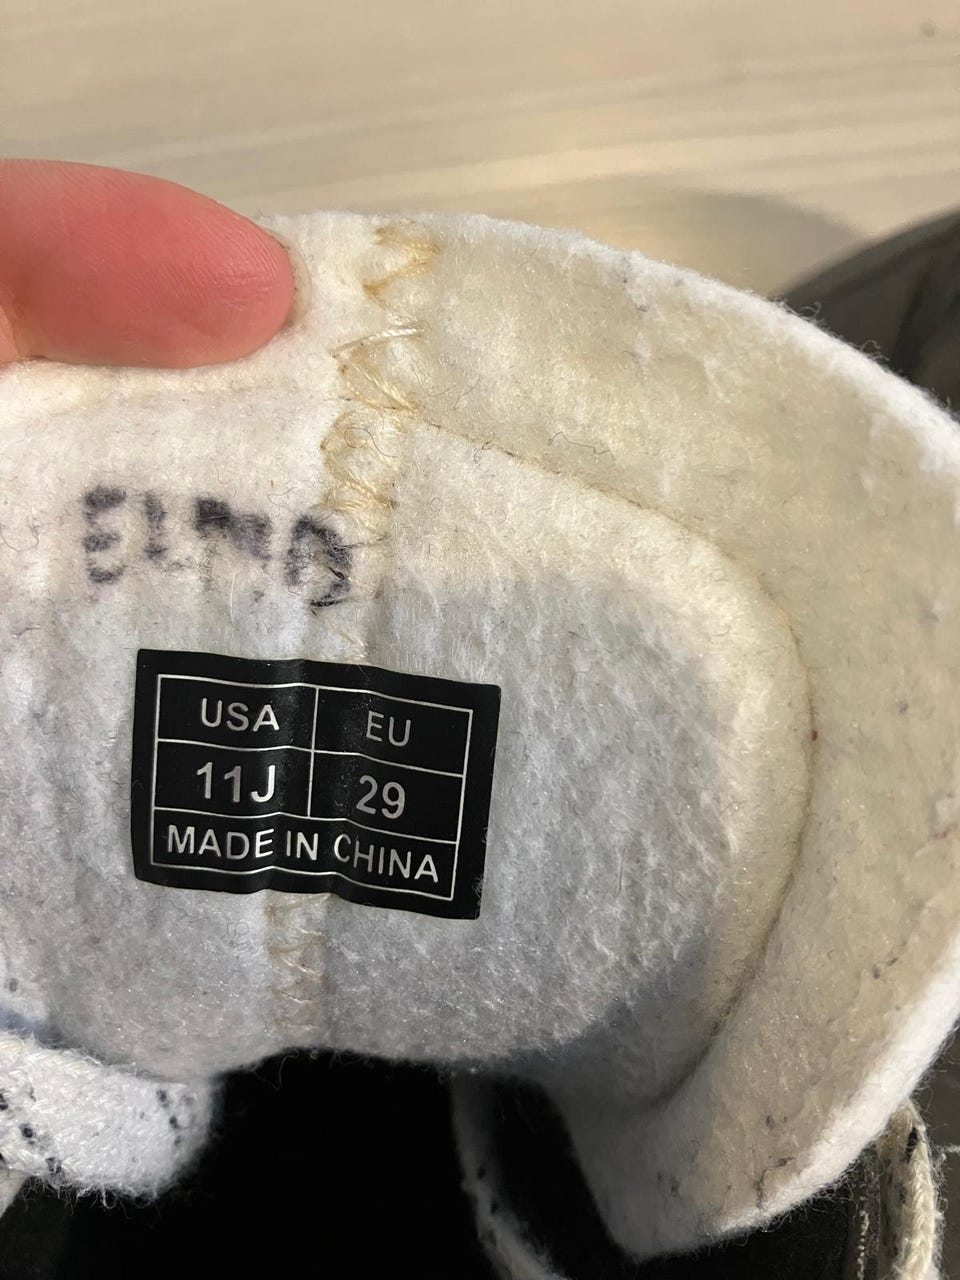 ELMO
USA EU
11J 29
MADE IN CHINA